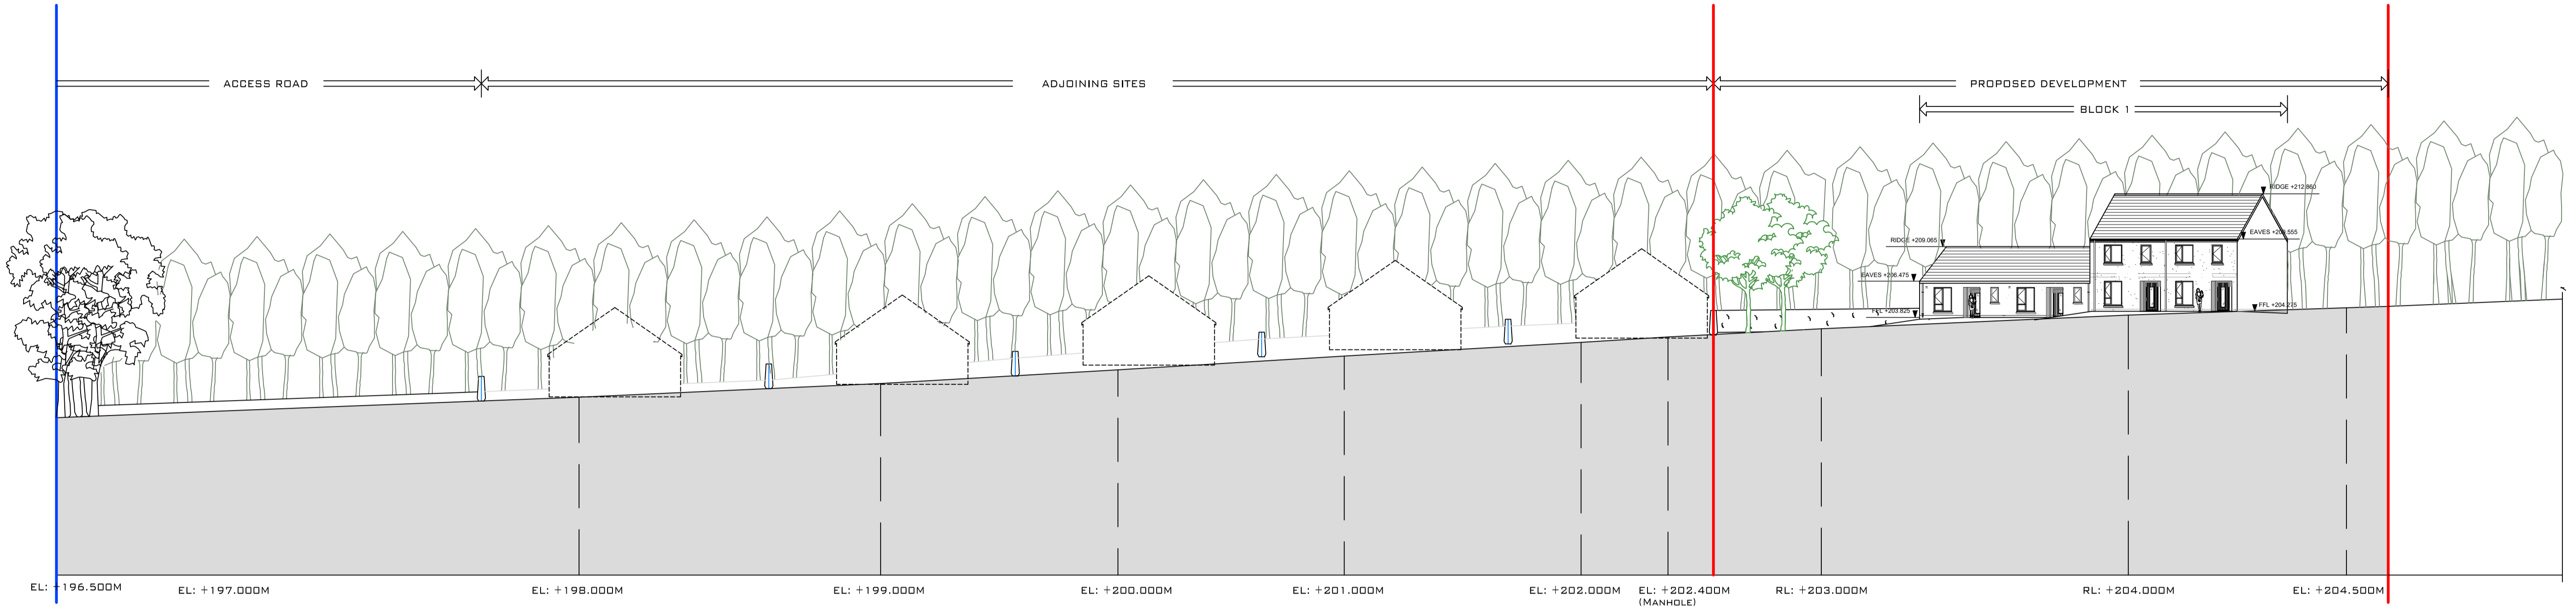 ACCESS ROAD
ADJOINING SITES
PROPOSED DEVELOPMENT
BLOCK 1
RIDGE +212.860
EAVES +209.555
RIDGE +209.065
EAVES +206.475
FFL +204.275
FFL +203.825
EL: +196.500M
EL: +197.000M
EL: +198.000M
EL: +199.000M
EL: +200.000M
EL: +201.000M
EL: +202.000M
EL: +202.400M
(MANHOLE)
RL: +203.000M
RL: +204.000M
EL: +204.500M